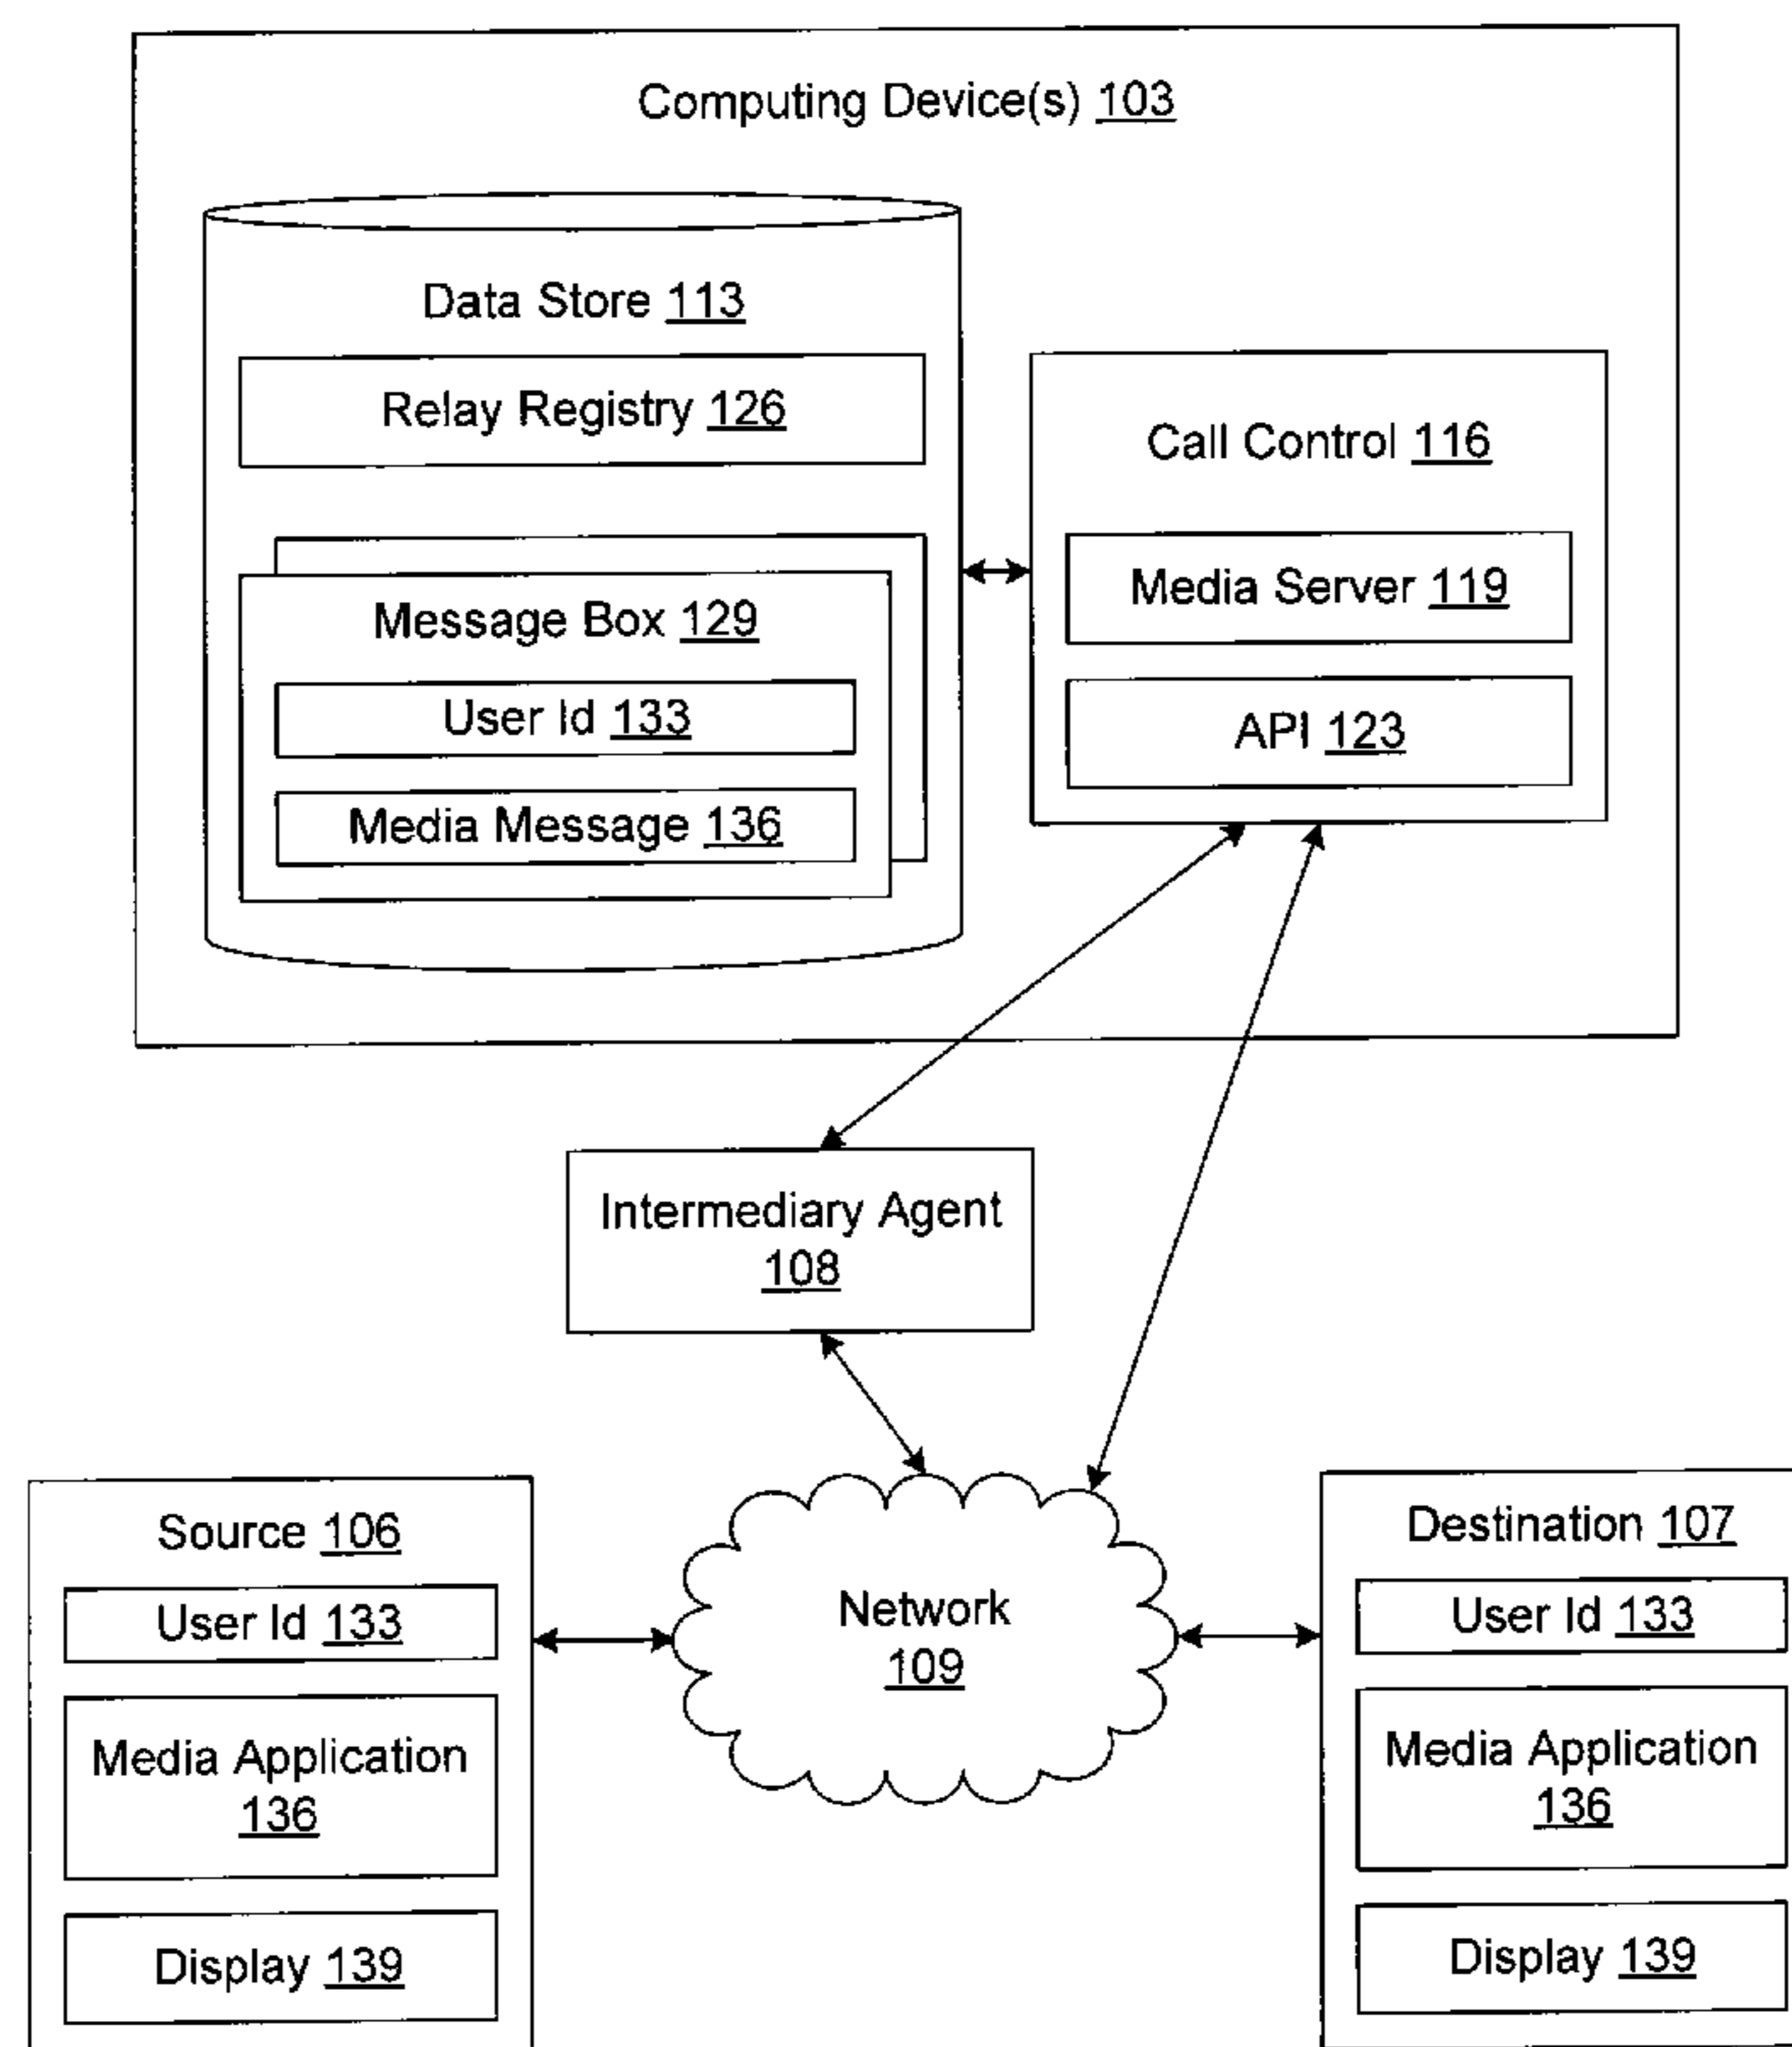 Computing Device(s) 103
Data Store 113
Relay Registry 126
Message Box 129
User Id 133
Media Message 136
Call Control 116
Media Server 119
API 123
Intermediary Agent
108
Source 106
User Id 133
Media Application
136
Display 139
Network
109
Destination 107
User Id 133
Media Application
136
Display 139